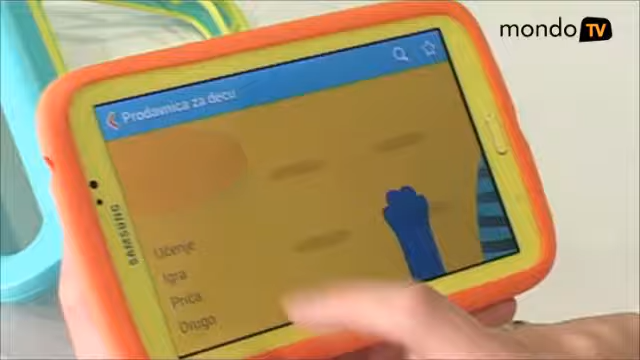 mondo TV
Prodavnica za decu
SAMSUNG
Učenje
Igra
Priča
Drugo